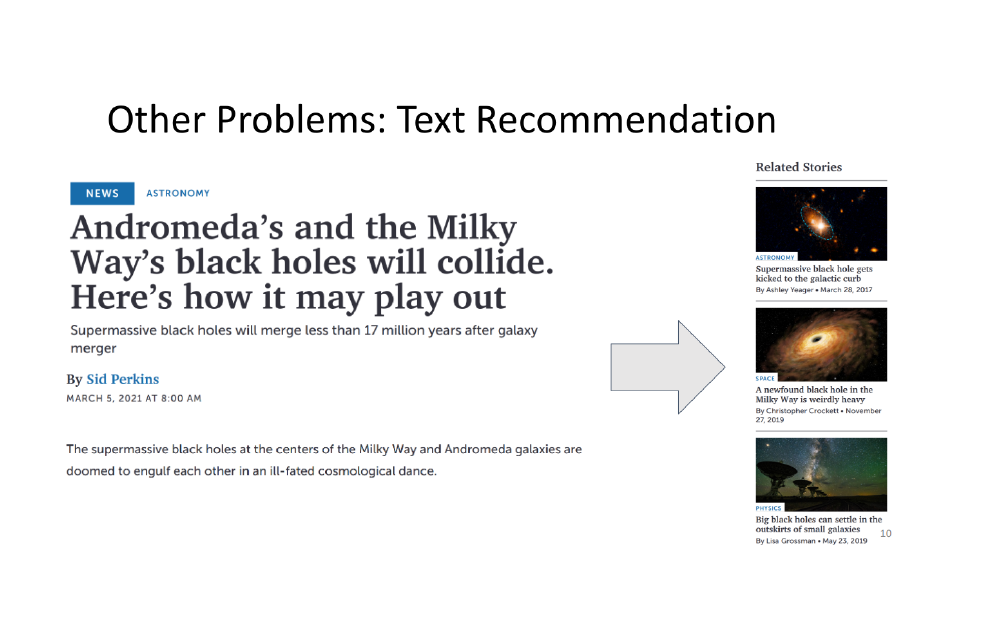 Other Problems: Text Recommendation
NEWS ASTRONOMY
Andromeda’s and the Milky
Way’s black holes will collide.
Here’s how it may play out
Supermassive black holes will merge less than 17 million years after galaxy
merger
By Sid Perkins
MARCH 5, 2021 AT 8:00 AM
The supermassive black holes at the centers of the Milky Way and Andromeda galaxies are
doomed to engulf each other in an ill-fated cosmological dance.
Related Stories
ASTRONOMY
Supermassive black hole gets
kicked to the galactic curb
By Ashley Yeager • March 28, 2017
SPACE
A newfound black hole in the
Milky Way is weirdly heavy
By Christopher Crockett • November
27, 2019
PHYSICS
Big black holes can settle in the
outskirts of small galaxies
By Lisa Grossman • May 23, 2019
10